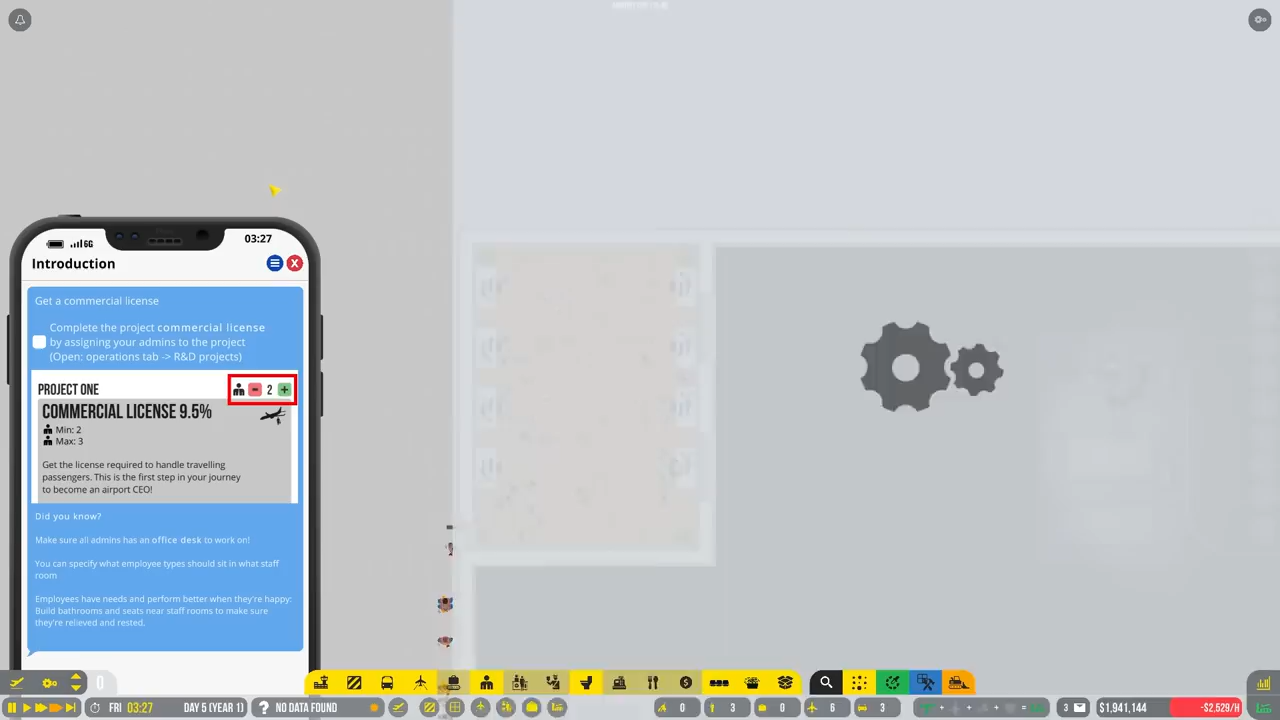 6G
03:27
Introduction
Get a commercial license
Complete the project commercial license
by assigning your admins to the project
(Open: operations tab -> R&D projects)
PROJECT ONE
- 2 +
COMMERCIAL LICENSE 9.5%
Min: 2
Max: 3
Get the license required to handle travelling
passengers. This is the first step in your journey
to become an airport CEO!
Did you know?
Make sure all admins has an office desk to work on!
You can specify what employee types should sit in what staff
room
Employees have needs and perform better when they're happy:
Build bathrooms and seats near staff rooms to make sure
they're relieved and rested.
0
FRI 03:27
DAY 5 (YEAR 1)
? NO DATA FOUND
0
3
0
6
3
3
$1,941,144
-$2,529/H